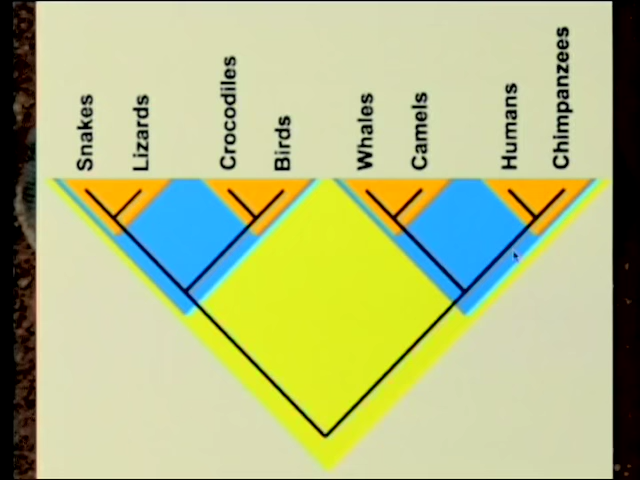 Snakes
Lizards
Crocodiles
Birds
Whales
Camels
Humans
Chimpanzees